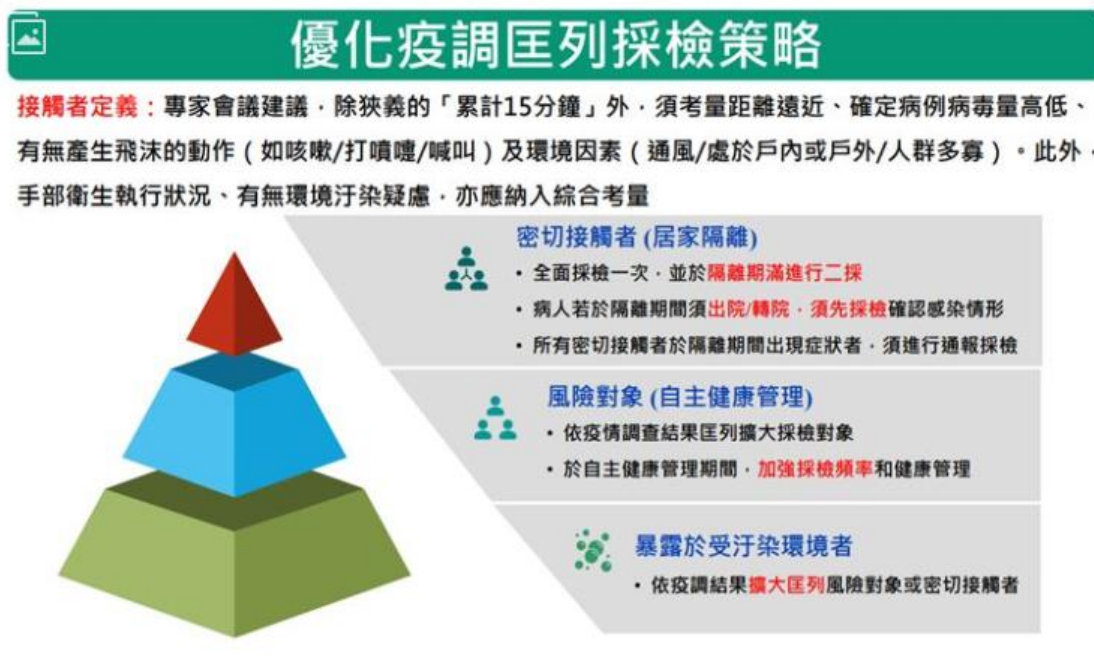 優化疫調匡列採檢策略
接觸者定義：專家會議建議，除狹義的「累計15分鐘」外，須考量距離遠近、確定病例病毒量高低、
有無產生飛沫的動作（如咳嗽/打噴嚏/喊叫）及環境因素（通風/處於戶內或戶外/人群多寡）。此外，
手部衛生執行狀況、有無環境汙染疑慮，亦應納入綜合考量
密切接觸者 (居家隔離)
• 全面採檢一次，並於隔離期滿進行二採
• 病人若於隔離期間須出院/轉院，須先採檢確認感染情形
• 所有密切接觸者於隔離期間出現症狀者，須進行通報採檢
風險對象 (自主健康管理)
• 依疫情調查結果匡列擴大採檢對象
• 於自主健康管理期間，加強採檢頻率和健康管理
暴露於受汙染環境者
• 依疫調結果擴大匡列風險對象或密切接觸者